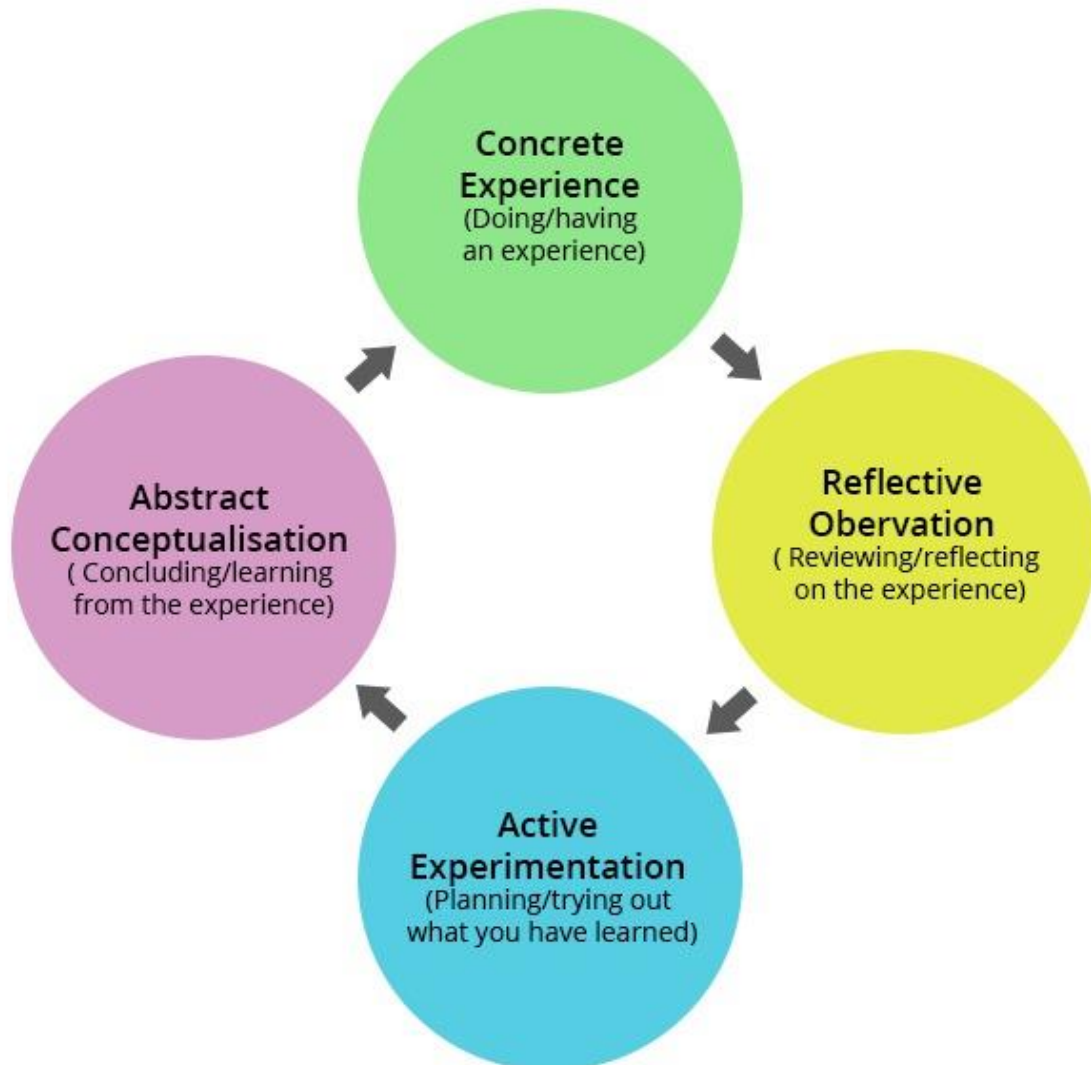 Concrete
Experience
(Doing/having
an experience)
Reflective
Obervation
( Reviewing/reflecting
on the experience)
Active
Experimentation
(Planning/trying out
what you have learned)
Abstract
Conceptualisation
( Concluding/learning
from the experience)